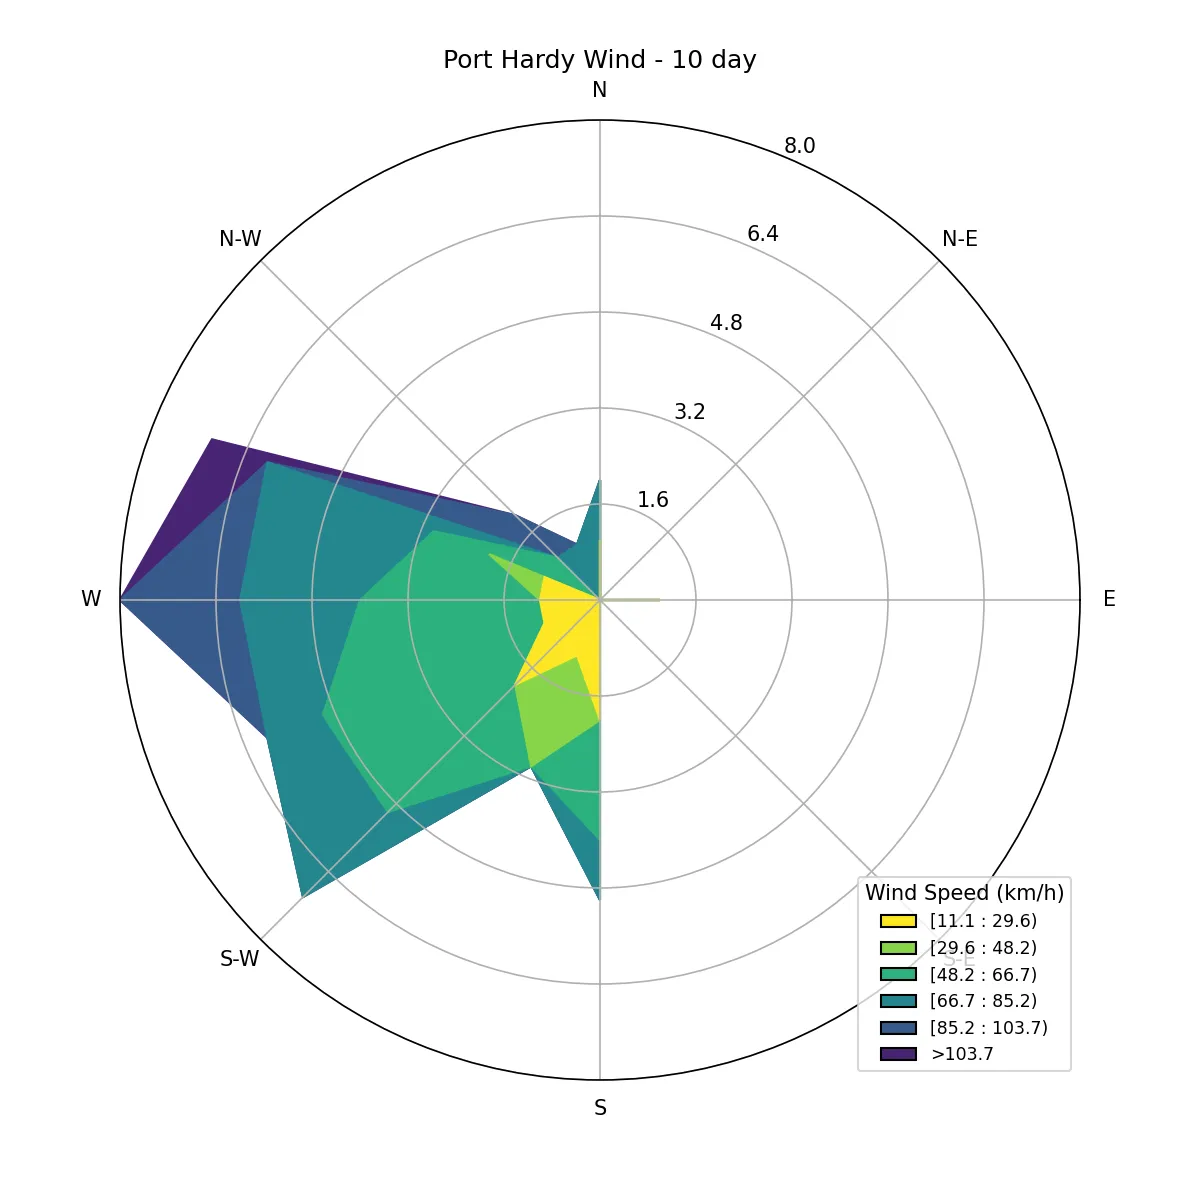 Port Hardy Wind - 10 day
N
8.0
N-W
N-E
6.4
4.8
3.2
1.6
W
E
S-W
S-E
S
Wind Speed (km/h)
[11.1 : 29.6)
[29.6 : 48.2)
[48.2 : 66.7)
[66.7 : 85.2)
[85.2 : 103.7)
>103.7